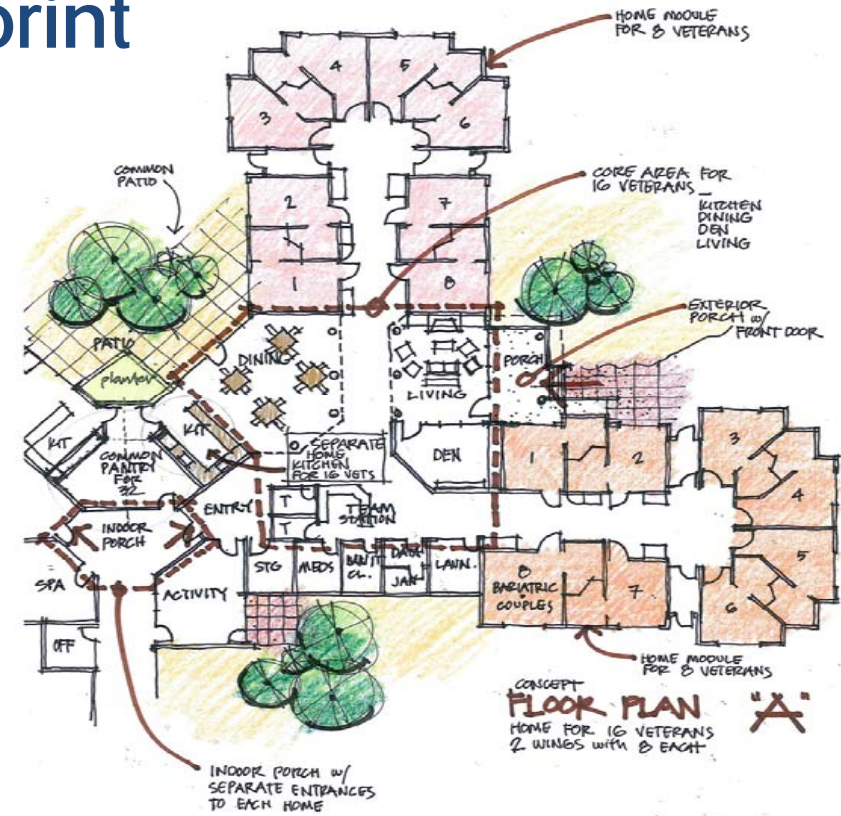 print
HOME MODULE
FOR 8 VETERANS
4
5
3
6
COMMON
PATIO
CORE AREA FOR
16 VETERANS –
KITCHEN
DINING
DEN
LIVING
2
7
1
8
EXTERIOR
PORCH w/
FRONT DOOR
PATIO
DINING
PORCH
planter
LIVING
KIT
KIT
COMMON
PANTRY
FOR
32
SEPARATE
HOME
KITCHEN
FOR 16 VETS
DEN
1
2
3
4
ENTRY
T
T
TEAM
STATION
INDOOR
PORCH
SPA
ACTIVITY
STG
MEDS
CL.
DATA
JAN
LAUN.
8
BARIATRIC
COUPLES
7
6
5
OFF
HOME MODULE
FOR 8 VETERANS
CONCEPT
FLOOR PLAN "A"
HOME FOR 16 VETERANS
2 WINGS with 8 EACH
INDOOR PORCH w/
SEPARATE ENTRANCES
TO EACH HOME